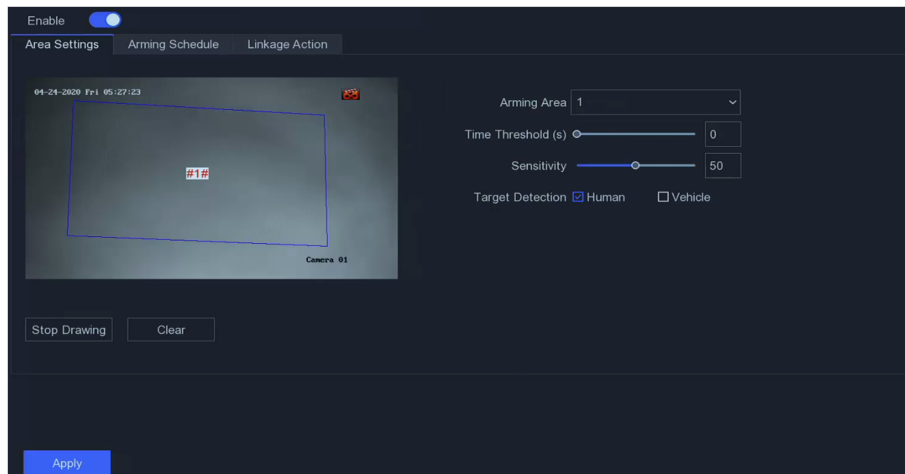 Enable
Area Settings
Arming Schedule
Linkage Action
04-24-2020 Fri 05:27:23
#1#
Camera 01
Arming Area 1
Time Threshold (s) 0
Sensitivity 50
Target Detection Human Vehicle
Stop Drawing
Clear
Apply